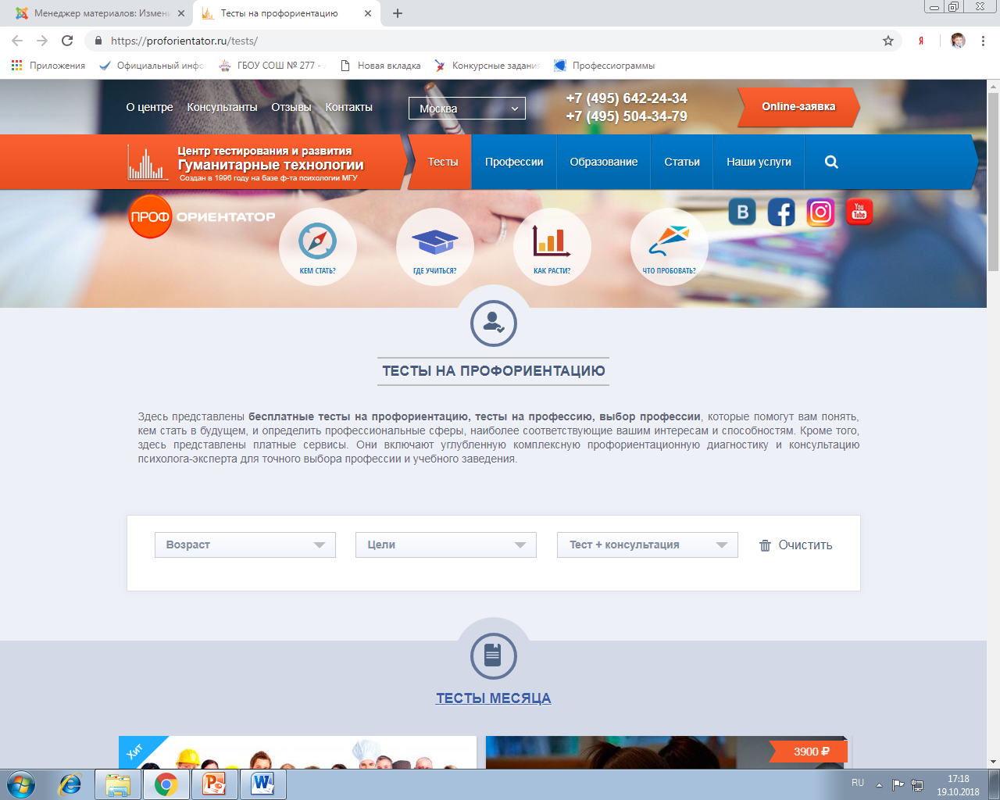 Менеджер материалов: Измени
Тесты на профориентацию
https://proforientator.ru/tests/
Я
Приложения
Официальный инфо
ГБОУ СОШ № 277 -
Новая вкладка
Конкурсные задани
Профессиограммы
О центре Консультанты Отзывы Контакты
Москва
+7 (495) 642-24-34
+7 (495) 504-34-79
Online-заявка
Центр тестирования и развития
Гуманитарные технологии
Создан в 1996 году на базе ф-та психологии МГУ
Тесты
Профессии
Образование
Статьи
Наши услуги
ПРОФОРИЕНТАТОР
КЕМ СТАТЬ?
ГДЕ УЧИТЬСЯ?
КАК РАСТИ?
ЧТО ПРОБОВАТЬ?
B
You
Tube
ТЕСТЫ НА ПРОФОРИЕНТАЦИЮ
Здесь представлены бесплатные тесты на профориентацию, тесты на профессию, выбор профессии, которые помогут вам понять,
кем стать в будущем, и определить профессиональные сферы, наиболее соответствующие вашим интересам и способностям. Кроме того,
здесь представлены платные сервисы. Они включают углубленную комплексную профориентационную диагностику и консультацию
психолога-эксперта для точного выбора профессии и учебного заведения.
Возраст
Цели
Тест + консультация
Очистить
ТЕСТЫ МЕСЯЦА
Хит
3900 ₽
RU
17:18
19.10.2018